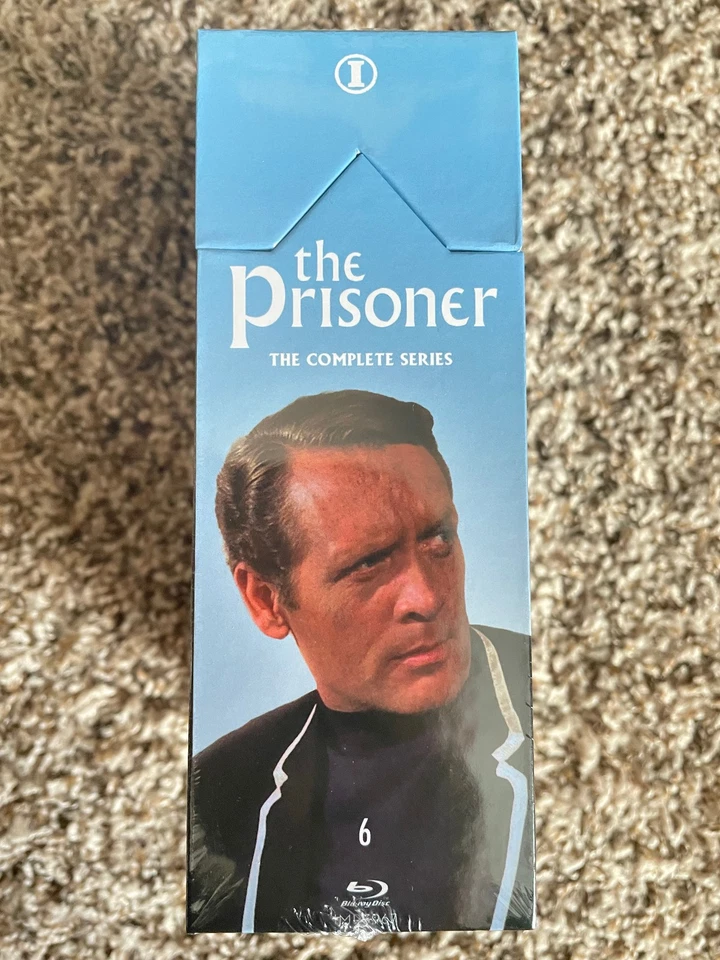 I
the
Prisoner
THE COMPLETE SERIES
6
Blu-ray Disc